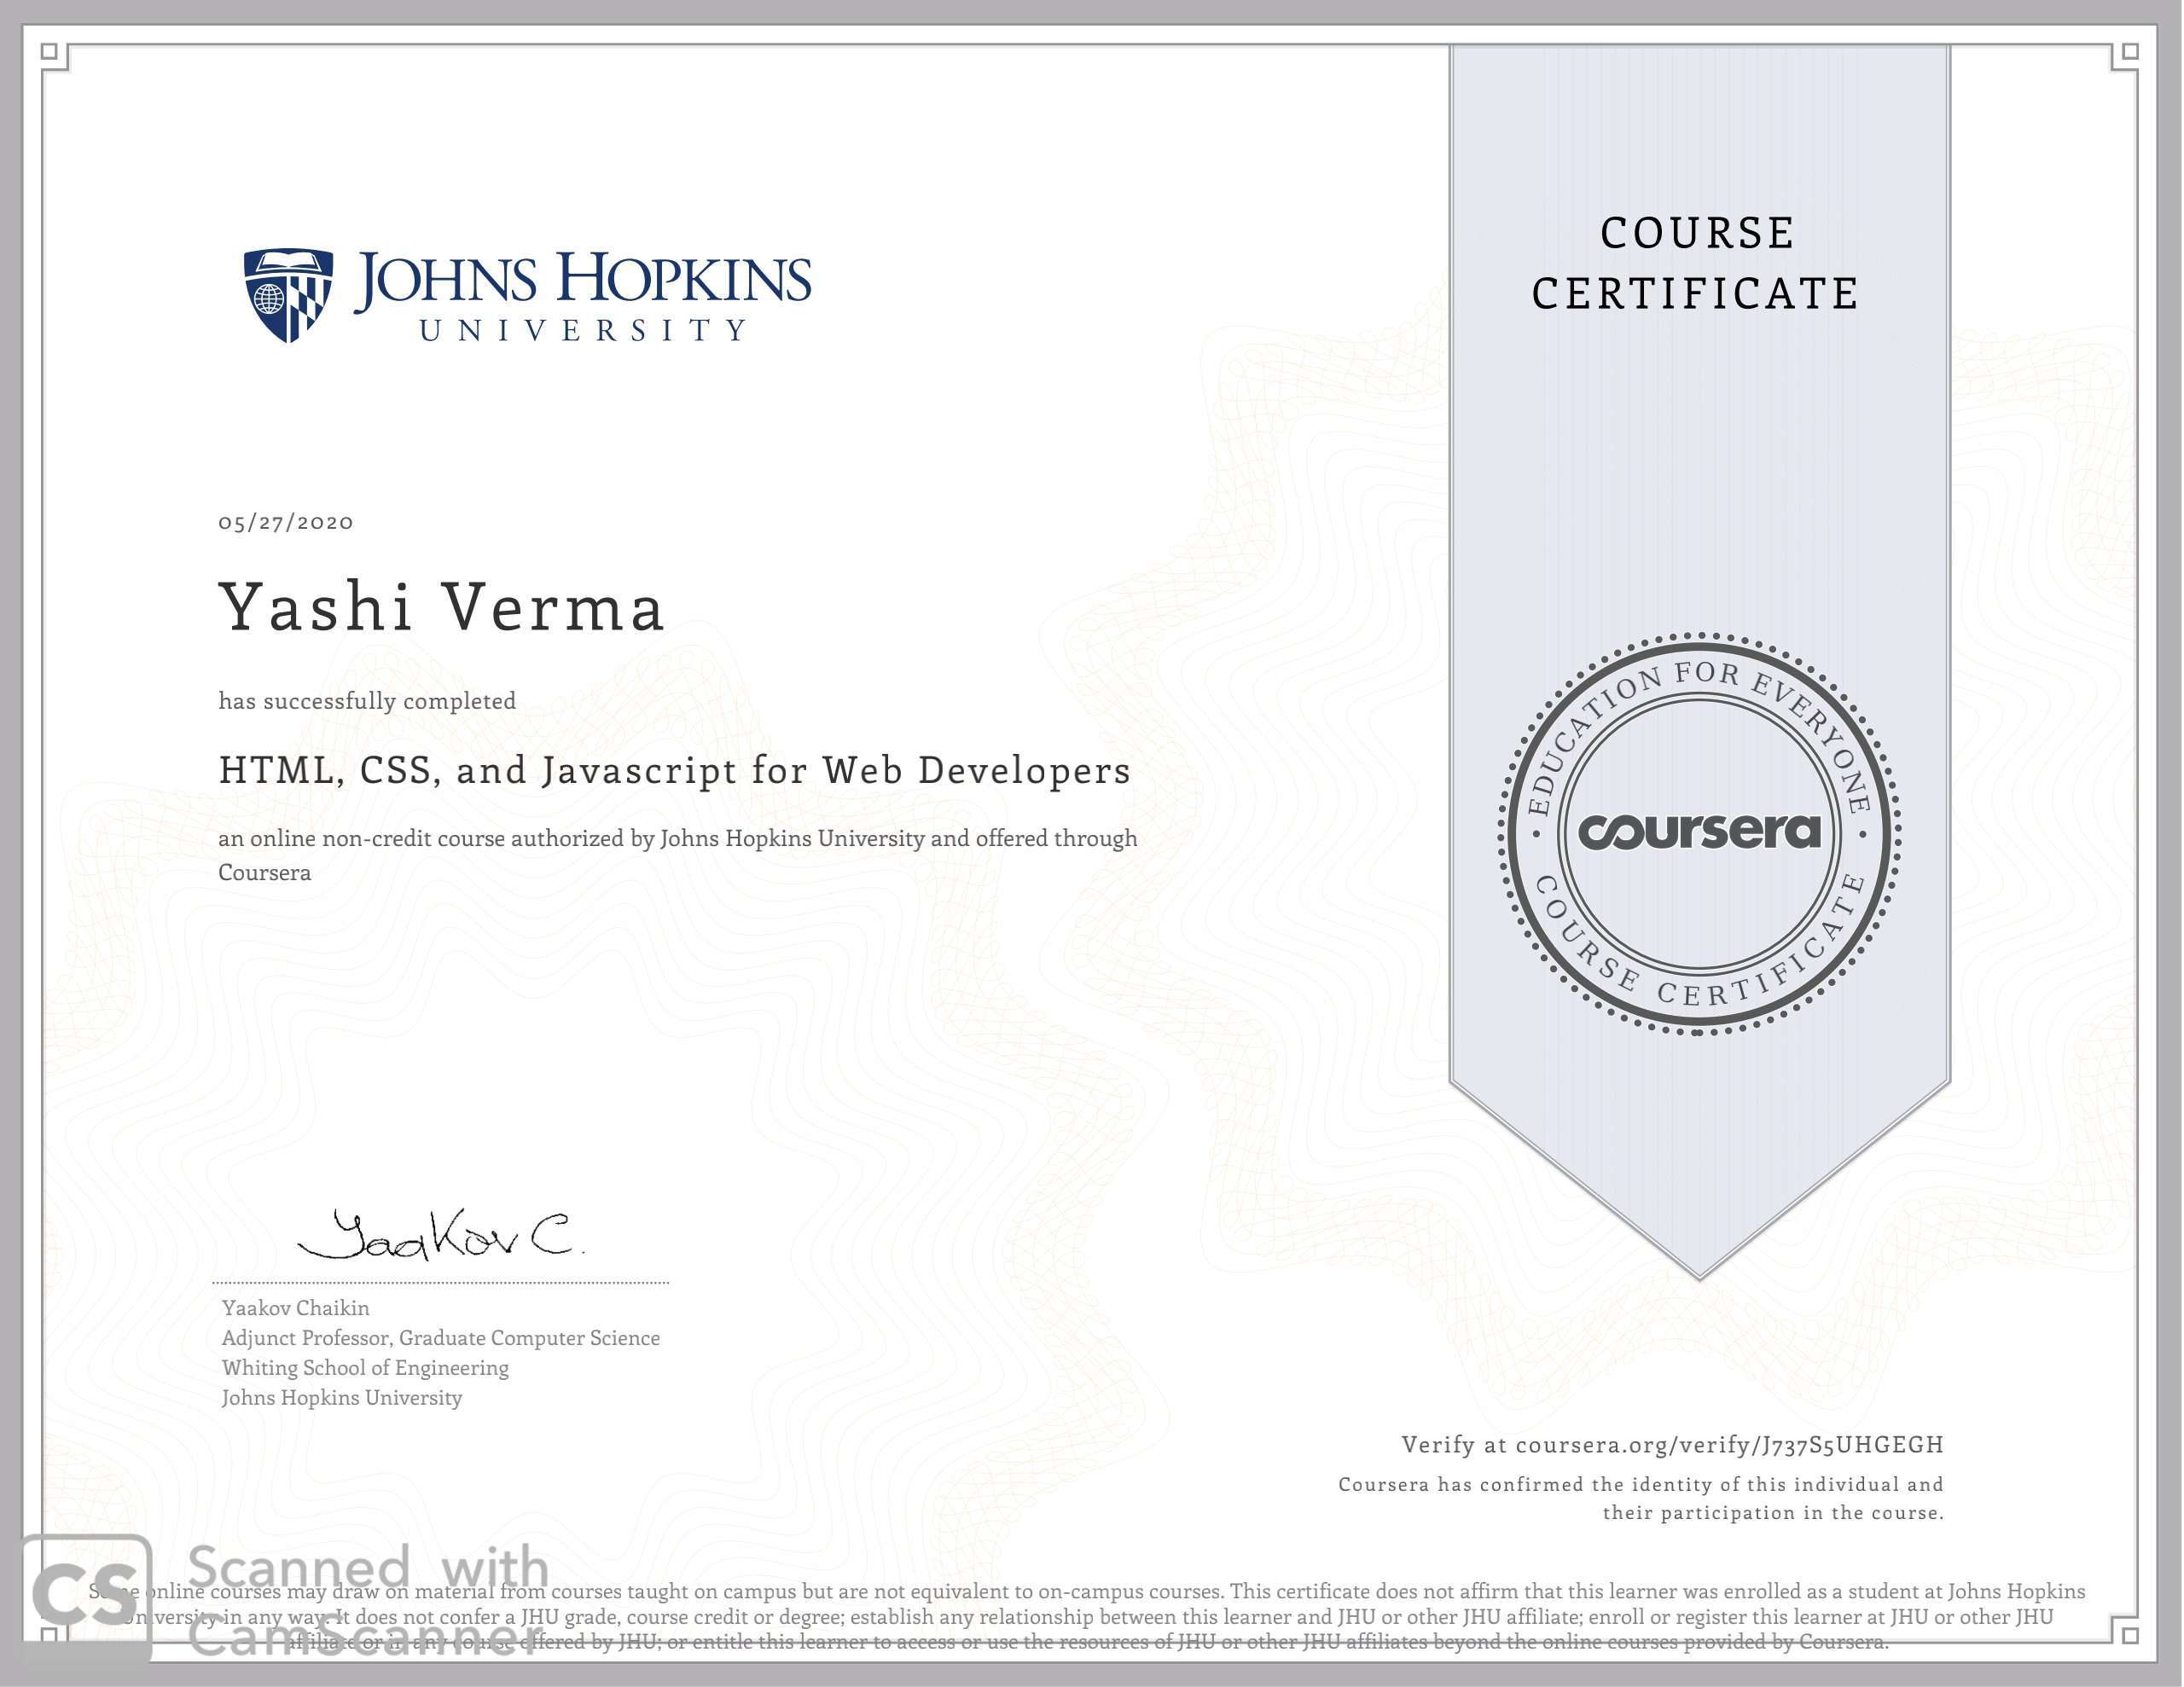 JOHNS HOPKINS
UNIVERSITY
COURSE
CERTIFICATE
05/27/2020
Yashi Verma
has successfully completed
HTML, CSS, and Javascript for Web Developers
an online non-credit course authorized by Johns Hopkins University and offered through
Coursera
EDUCATION FOR EVERYONE
coursera
COURSE CERTIFICATE
Yaakov C.
Yaakov Chaikin
Adjunct Professor, Graduate Computer Science
Whiting School of Engineering
Johns Hopkins University
Verify at coursera.org/verify/J737S5UHGEGH
Coursera has confirmed the identity of this individual and
their participation in the course.
Some online courses may draw on material from courses taught on campus but are not equivalent to on-campus courses. This certificate does not affirm that this learner was enrolled as a student at Johns Hopkins
University in any way. It does not confer a JHU grade, course credit or degree; establish any relationship between this learner and JHU or other JHU affiliate; enroll or register this learner at JHU or other JHU
affiliate or in any course offered by JHU; or entitle this learner to access or use the resources of JHU or other JHU affiliates beyond the online courses provided by Coursera.
CS
Scanned with
CamScanner